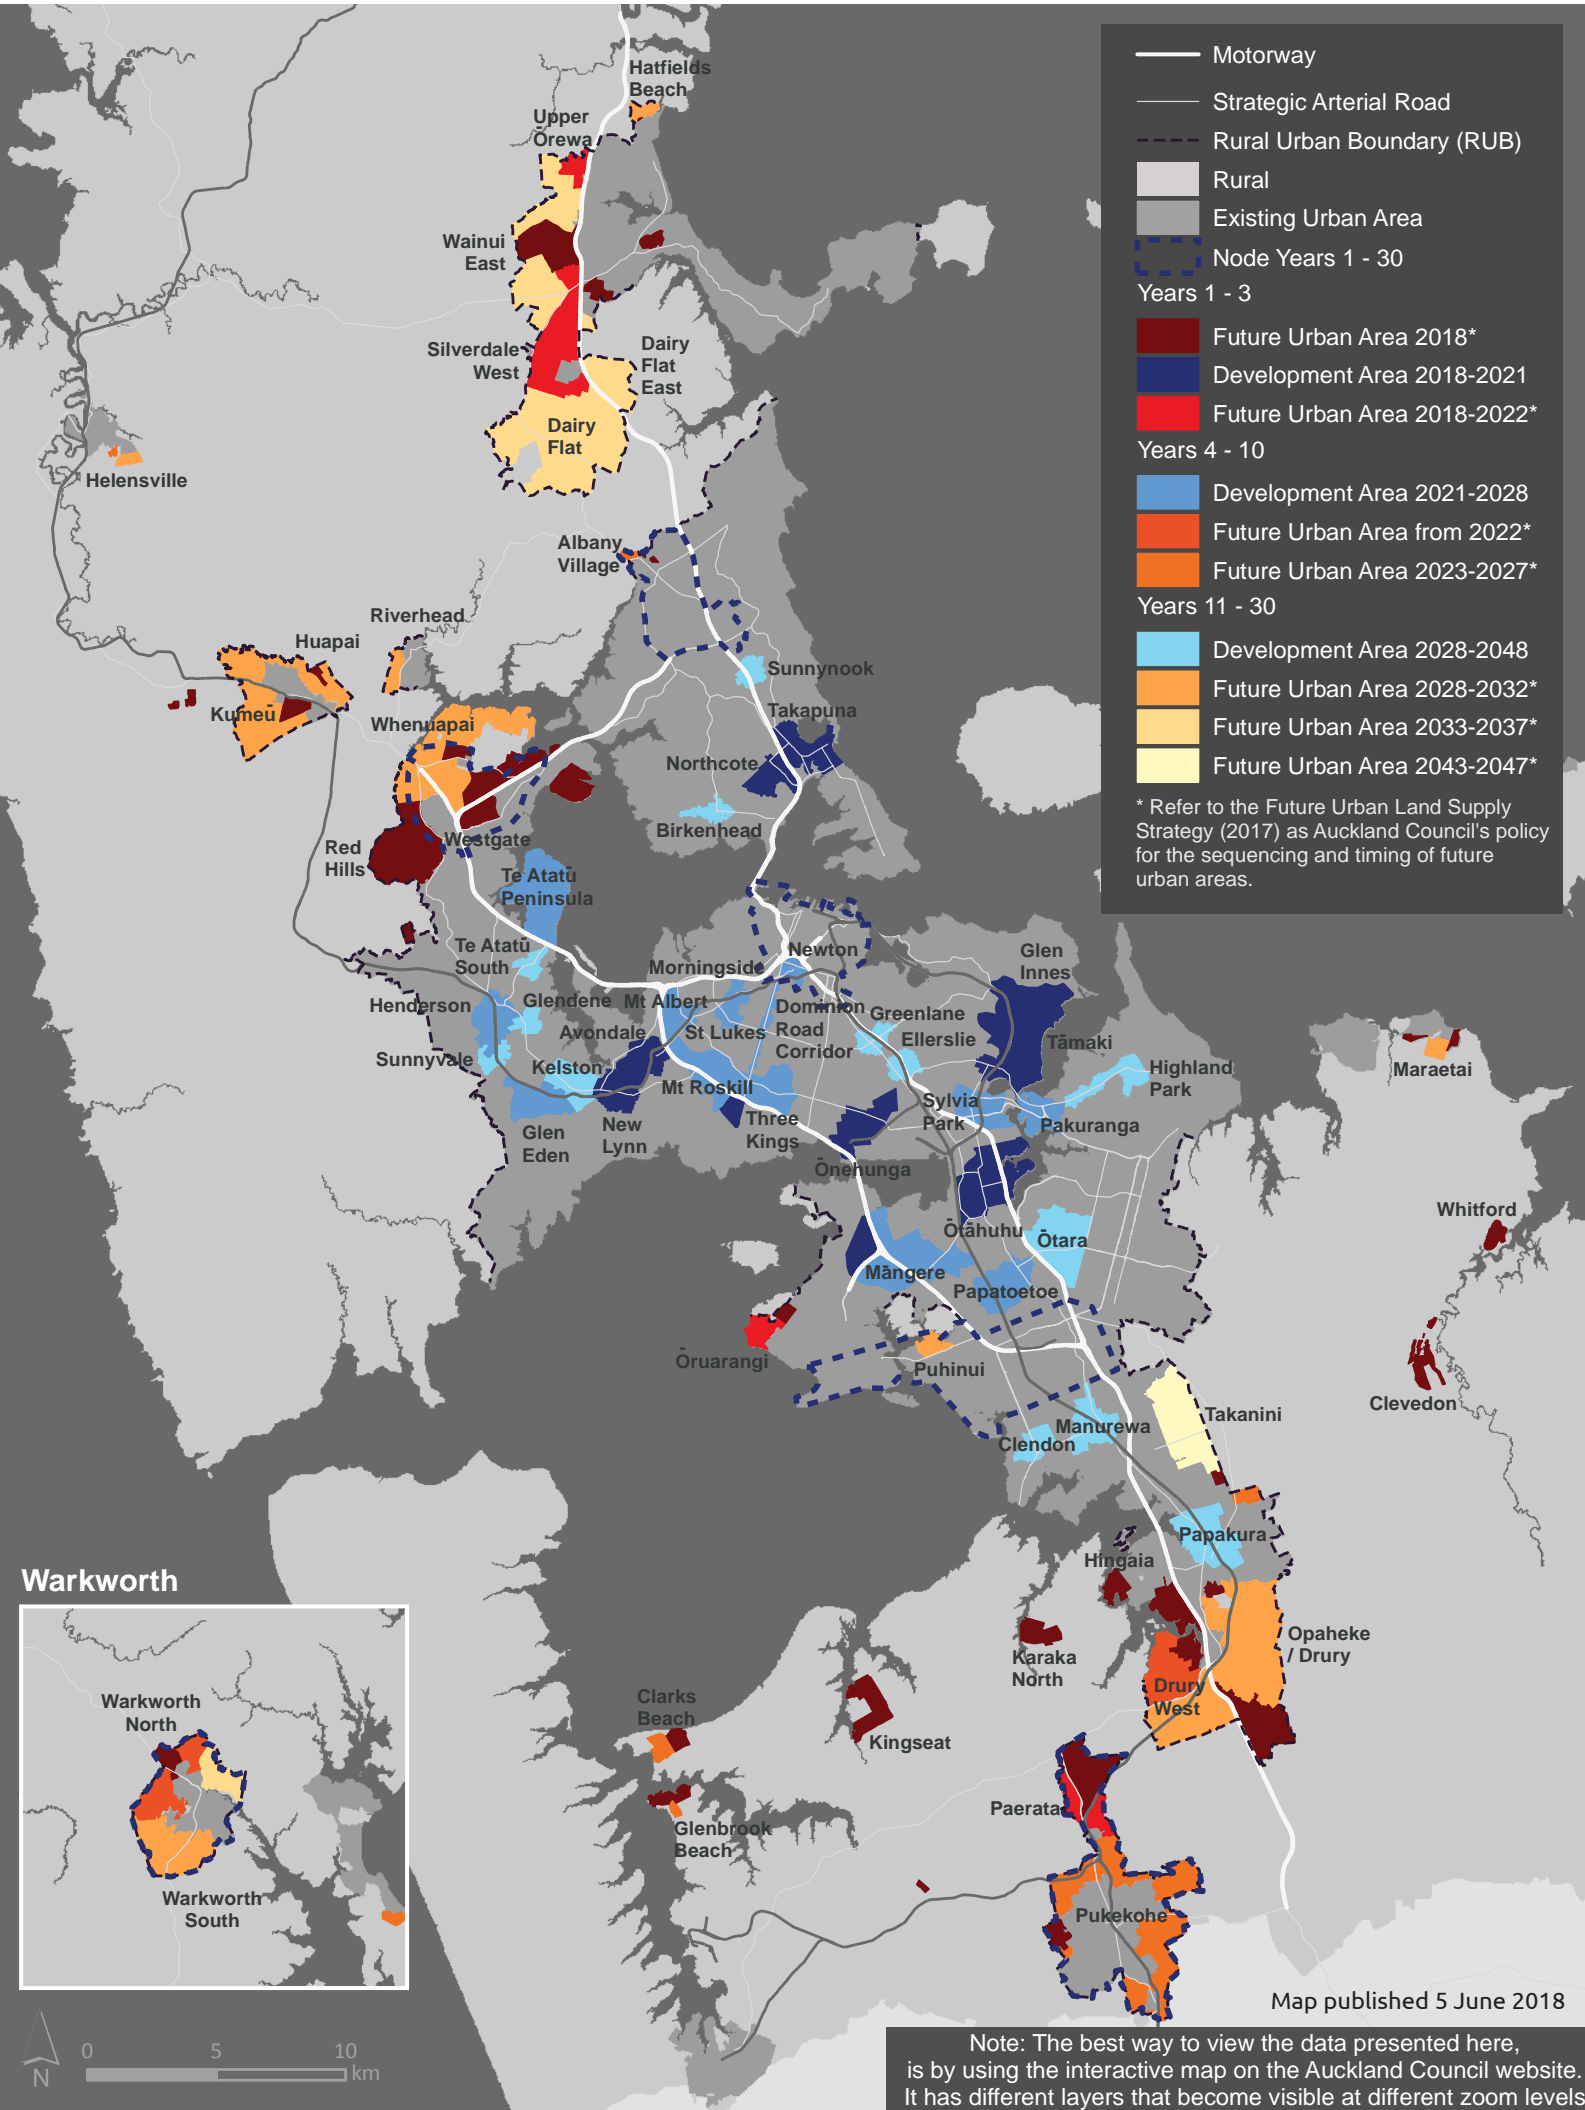 Motorway
Strategic Arterial Road
Rural Urban Boundary (RUB)
Rural
Existing Urban Area
Node Years 1 - 30
Years 1 - 3
Future Urban Area 2018*
Development Area 2018-2021
Future Urban Area 2018-2022*
Years 4 - 10
Development Area 2021-2028
Future Urban Area from 2022*
Future Urban Area 2023-2027*
Years 11 - 30
Development Area 2028-2048
Future Urban Area 2028-2032*
Future Urban Area 2033-2037*
Future Urban Area 2043-2047*
* Refer to the Future Urban Land Supply
Strategy (2017) as Auckland Council's policy
for the sequencing and timing of future
urban areas.
Hatfields
Beach
Upper
Ōrewa
Wainui
East
Silverdale
West
Dairy
Flat
East
Dairy
Flat
Helensville
Albany
Village
Riverhead
Huapai
Kumeū
Whenuapai
Sunnynook
Takapuna
Northcote
Birkenhead
Westgate
Red
Hills
Te Atatū
Peninsula
Te Atatū
South
Newton
Morningside
Glen
Innes
Henderson
Glendene
Mt Albert
Dominion
Road
Corridor
Greenlane
Avondale
St Lukes
Ellerslie
Tāmaki
Sunnyvale
Kelston
Mt Roskill
Highland
Park
Maraetai
Sylvia
Park
Pakuranga
Glen
Eden
New
Lynn
Three
Kings
Ōnehunga
Whitford
Ōtāhuhu
Ōtara
Māngere
Papatoetoe
Ōruarangi
Puhinui
Clevedon
Takanini
Manurewa
Clendon
Papakura
Hingaia
Karaka
North
Opaheke
/ Drury
Drury
West
Clarks
Beach
Kingseat
Paerata
Glenbrook
Beach
Pukekohe
Warkworth
Warkworth
North
Warkworth
South
N
0 5 10
km
Map published 5 June 2018
Note: The best way to view the data presented here,
is by using the interactive map on the Auckland Council website.
It has different layers that become visible at different zoom levels